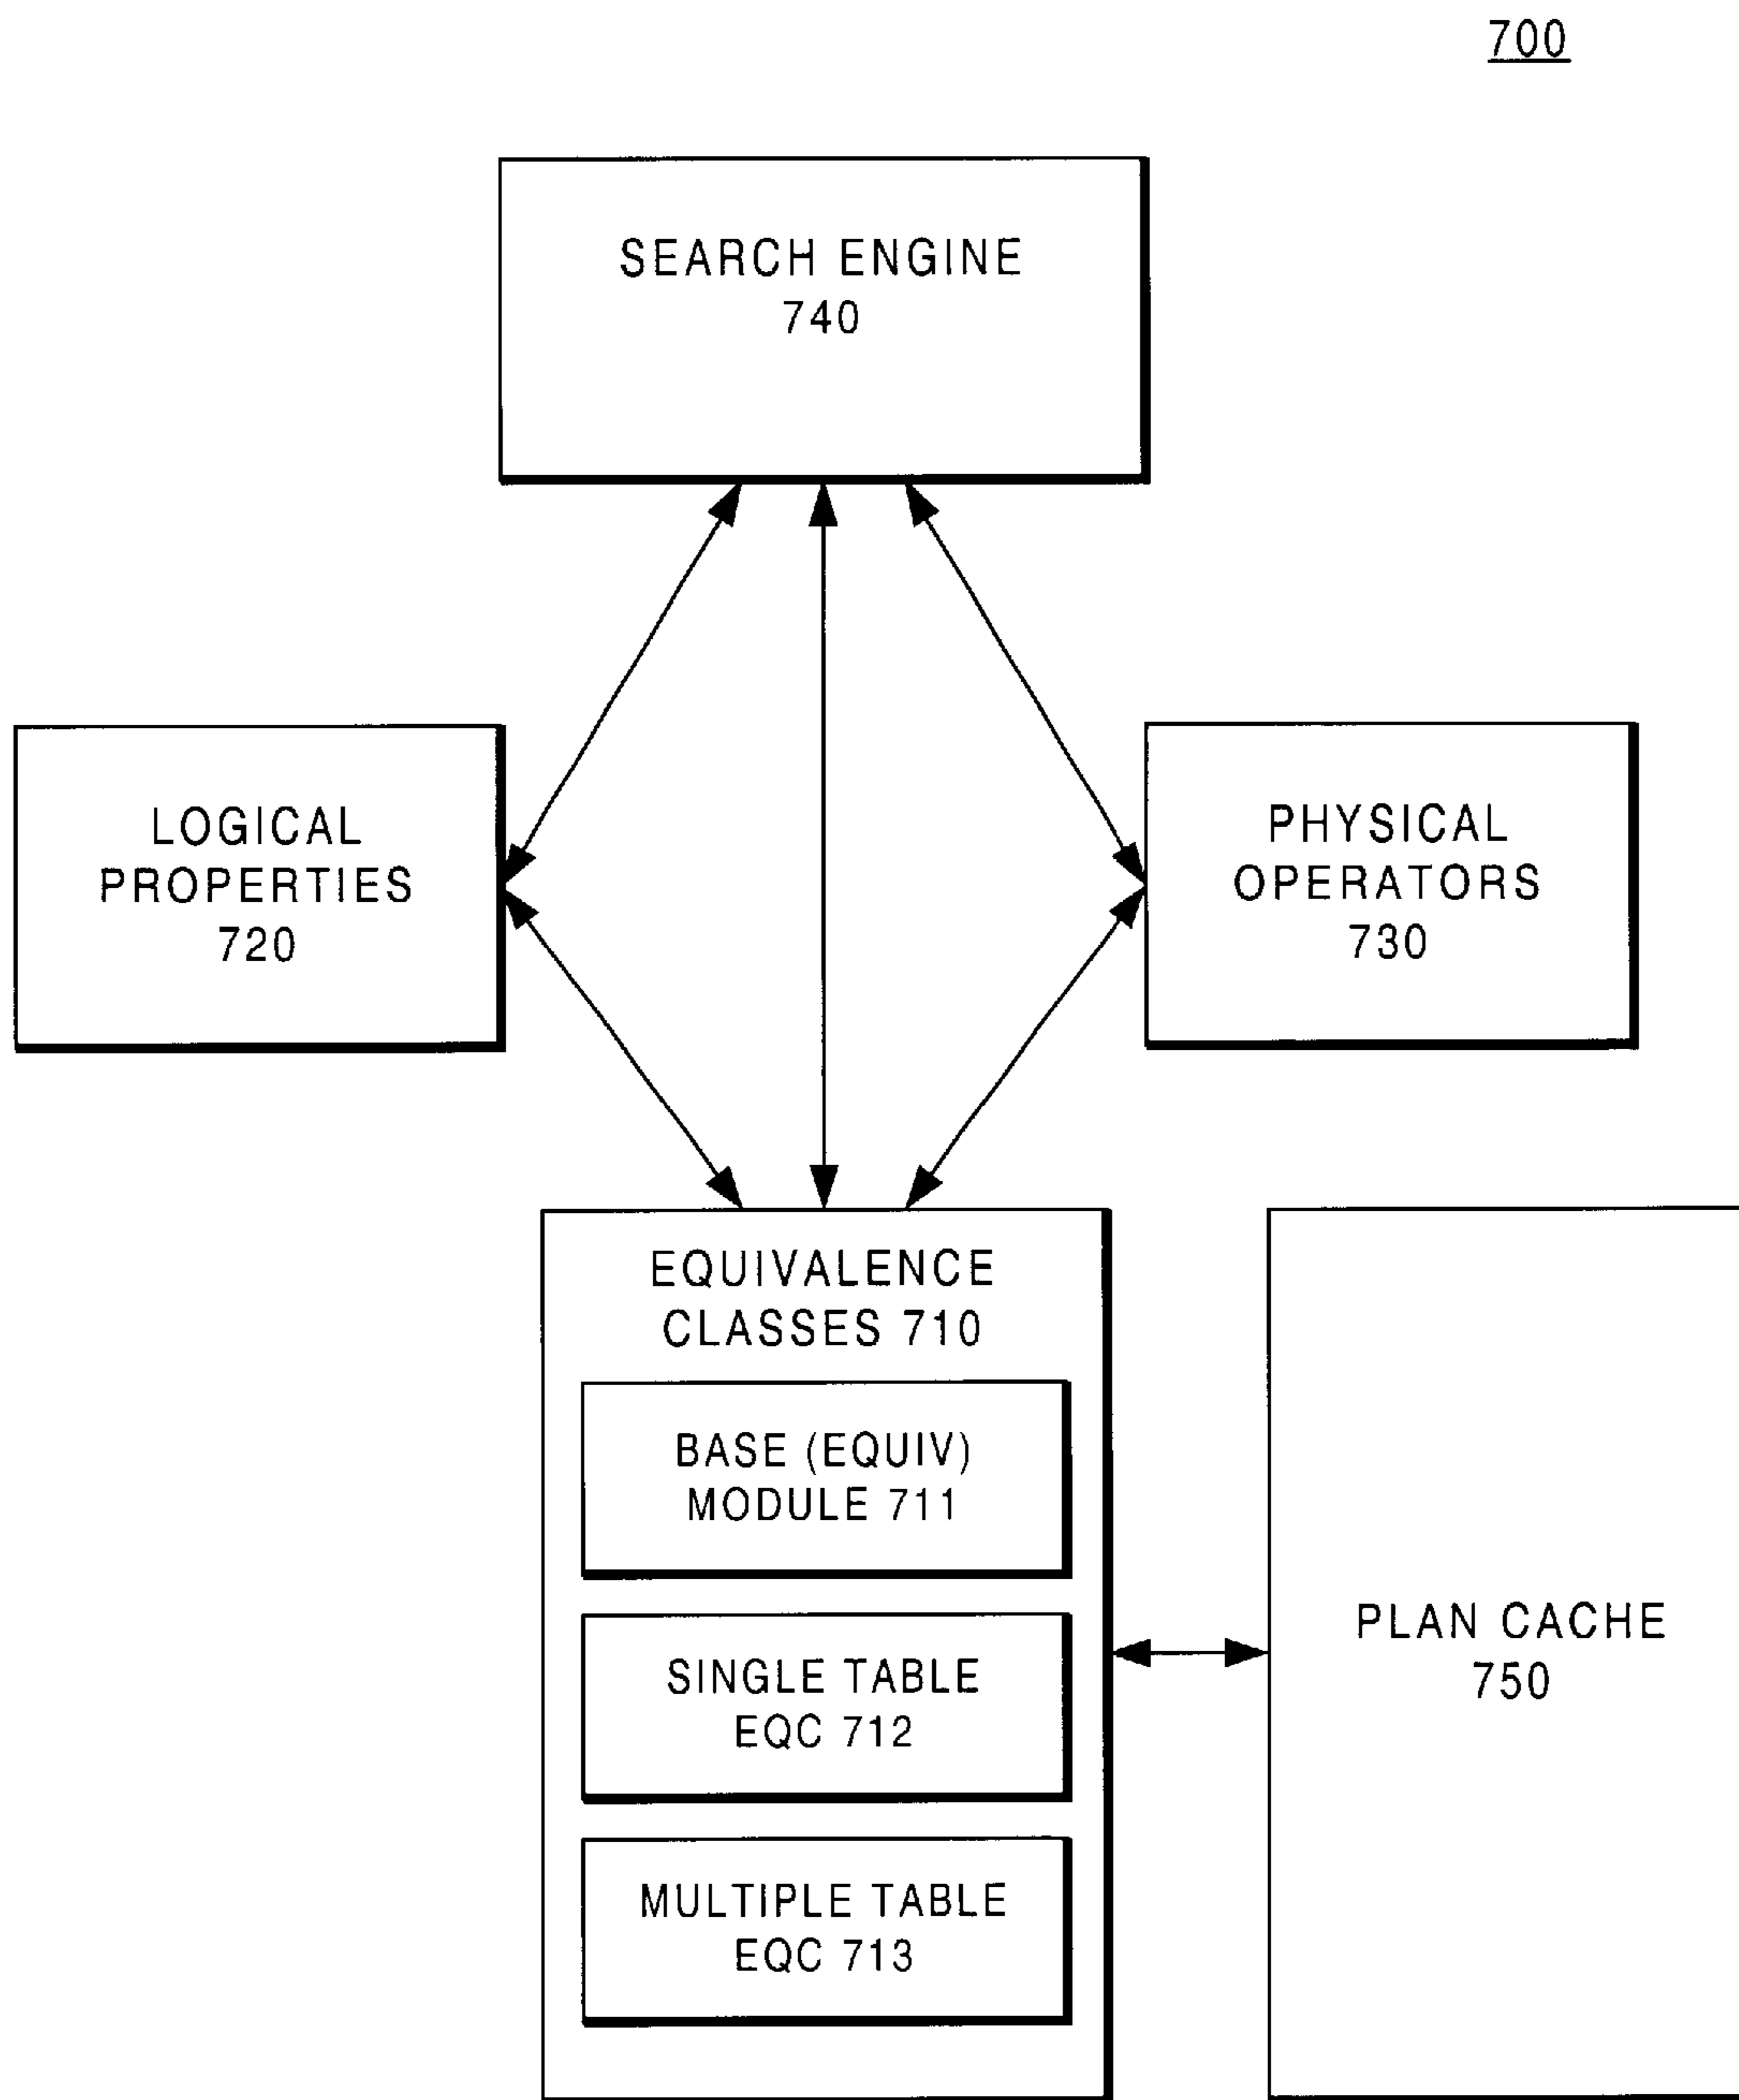 700
SEARCH ENGINE
740
LOGICAL
PROPERTIES
720
PHYSICAL
OPERATORS
730
EQUIVALENCE
CLASSES 710
BASE (EQUIV)
MODULE 711
SINGLE TABLE
EQC 712
MULTIPLE TABLE
EQC 713
PLAN CACHE
750